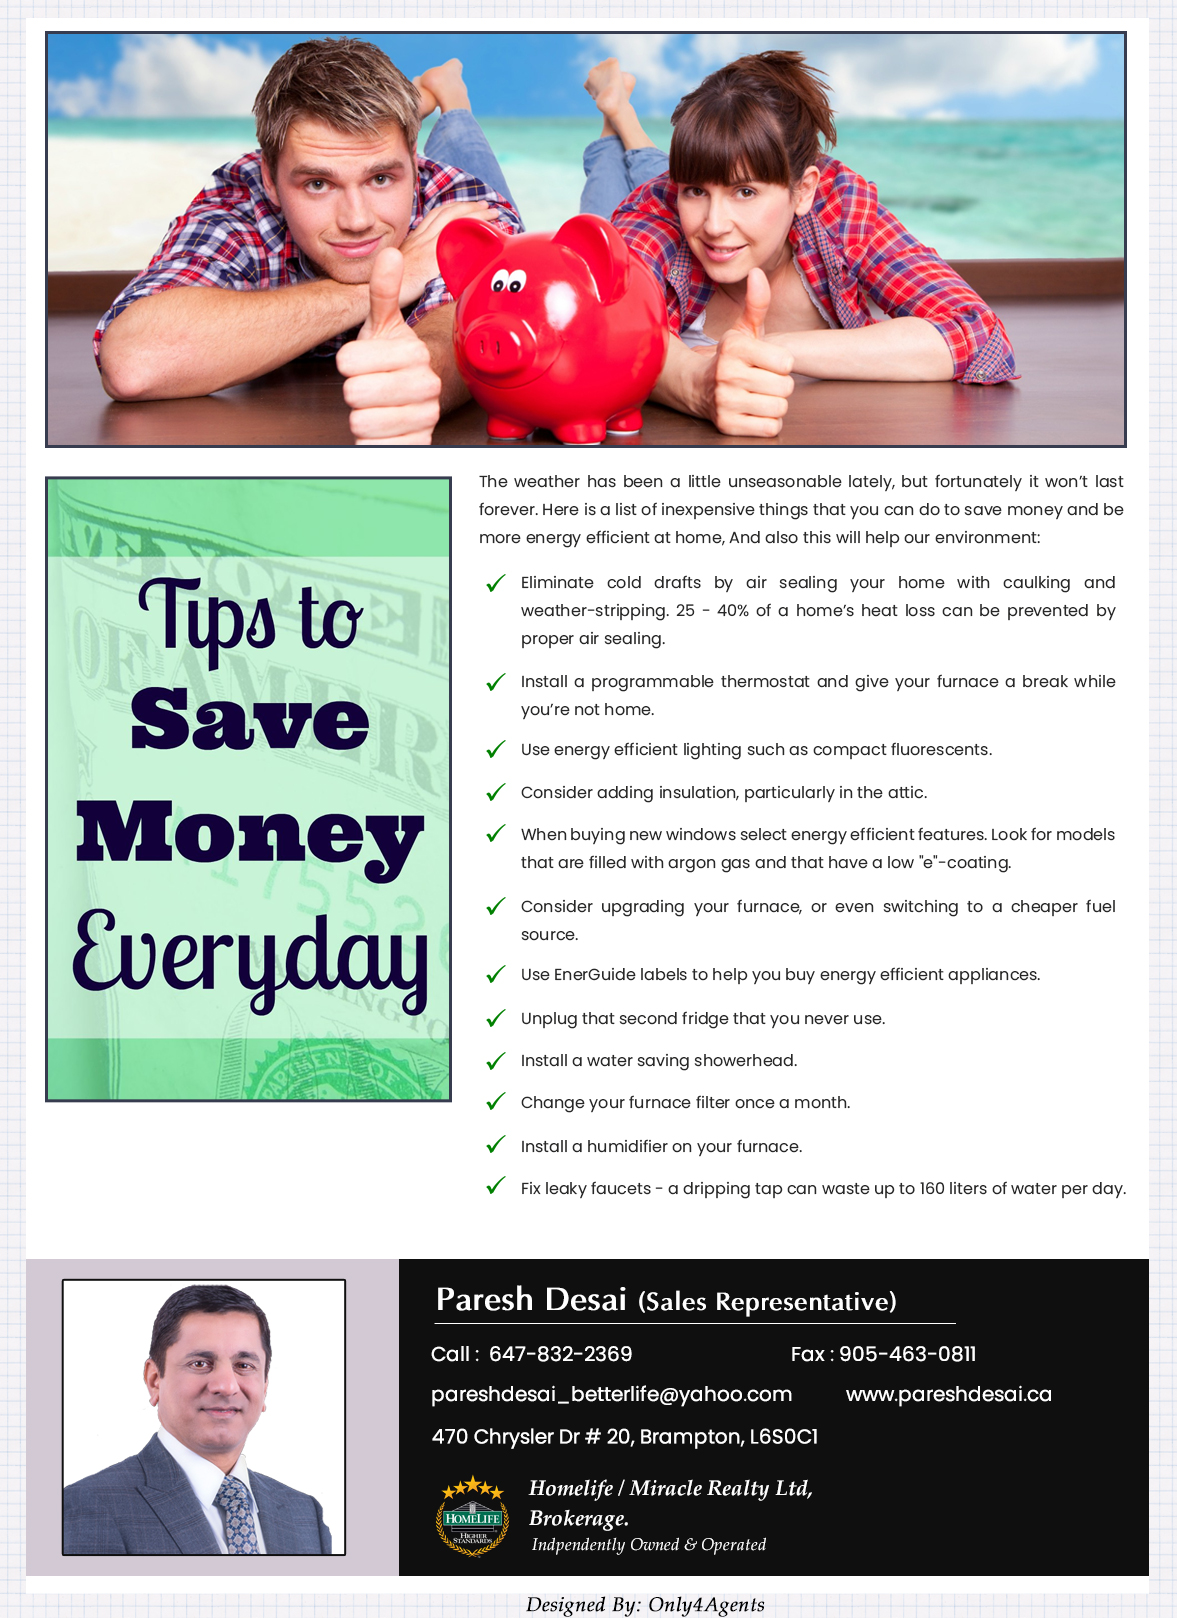 Tips to
Save
Money
Everyday
The weather has been a little unseasonable lately, but fortunately it won't last
forever. Here is a list of inexpensive things that you can do to save money and be
more energy efficient at home, And also this will help our environment:
Eliminate cold drafts by air sealing your home with caulking and
weather-stripping. 25 - 40% of a home's heat loss can be prevented by
proper air sealing.
Install a programmable thermostat and give your furnace a break while
you're not home.
Use energy efficient lighting such as compact fluorescents.
Consider adding insulation, particularly in the attic.
When buying new windows select energy efficient features. Look for models
that are filled with argon gas and that have a low "e"-coating.
Consider upgrading your furnace, or even switching to a cheaper fuel
source.
Use EnerGuide labels to help you buy energy efficient appliances.
Unplug that second fridge that you never use.
Install a water saving showerhead.
Change your furnace filter once a month.
Install a humidifier on your furnace.
Fix leaky faucets - a dripping tap can waste up to 160 liters of water per day.
Paresh Desai (Sales Representative)
Call : 647-832-2369 Fax : 905-463-0811
pareshdesai_betterlife@yahoo.com www.pareshdesai.ca
470 Chrysler Dr # 20, Brampton, L6S0C1
HOMELIFE
HIGHER
STANDARDS
Homelife / Miracle Realty Ltd,
Brokerage.
Indpendently Owned & Operated
Designed By: Only4Agents